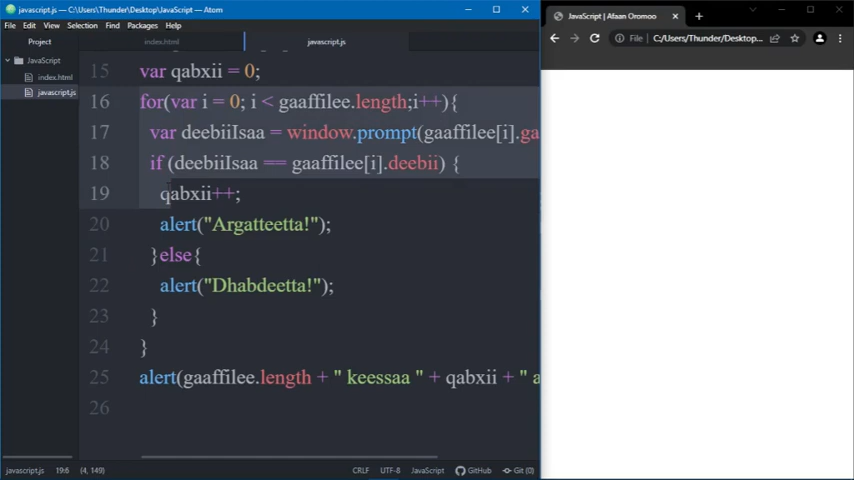 javascript.js — C:\Users\Thunder\Desktop\JavaScript — Atom
File Edit View Selection Find Packages Help
Project
index.html
javascript.js
JavaScript
index.html
javascript.js
15 var qabxii = 0;
16 for(var i = 0; i < gaaffilee.length;i++){
17 var deebiiIsaa = window.prompt(gaaffilee[i].ga
18 if (deebiiIsaa == gaaffilee[i].deebii) {
19 qabxii++;
20 alert("Argatteetta!");
21 }else{
22 alert("Dhabdeetta!");
23 }
24 }
25 alert(gaaffilee.length + " keessaa " + qabxii + " a
26
javascript.js 19:6 (4, 149)
CRLF UTF-8 JavaScript GitHub Git (0)
JavaScript | Afaan Oromoo
File C:/Users/Thunder/Desktop...